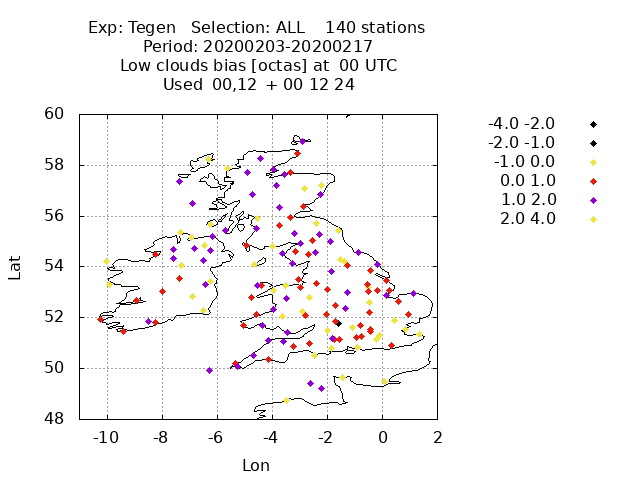 Exp: Tegen Selection: ALL 140 stations
Period: 20200203-20200217
Low clouds bias [octas] at 00 UTC
Used 00,12 + 00 12 24
60
58
56
54
52
50
48
Lat
-10 -8 -6 -4 -2 0 2
Lon
-4.0 -2.0
-2.0 -1.0
-1.0 0.0
0.0 1.0
1.0 2.0
2.0 4.0